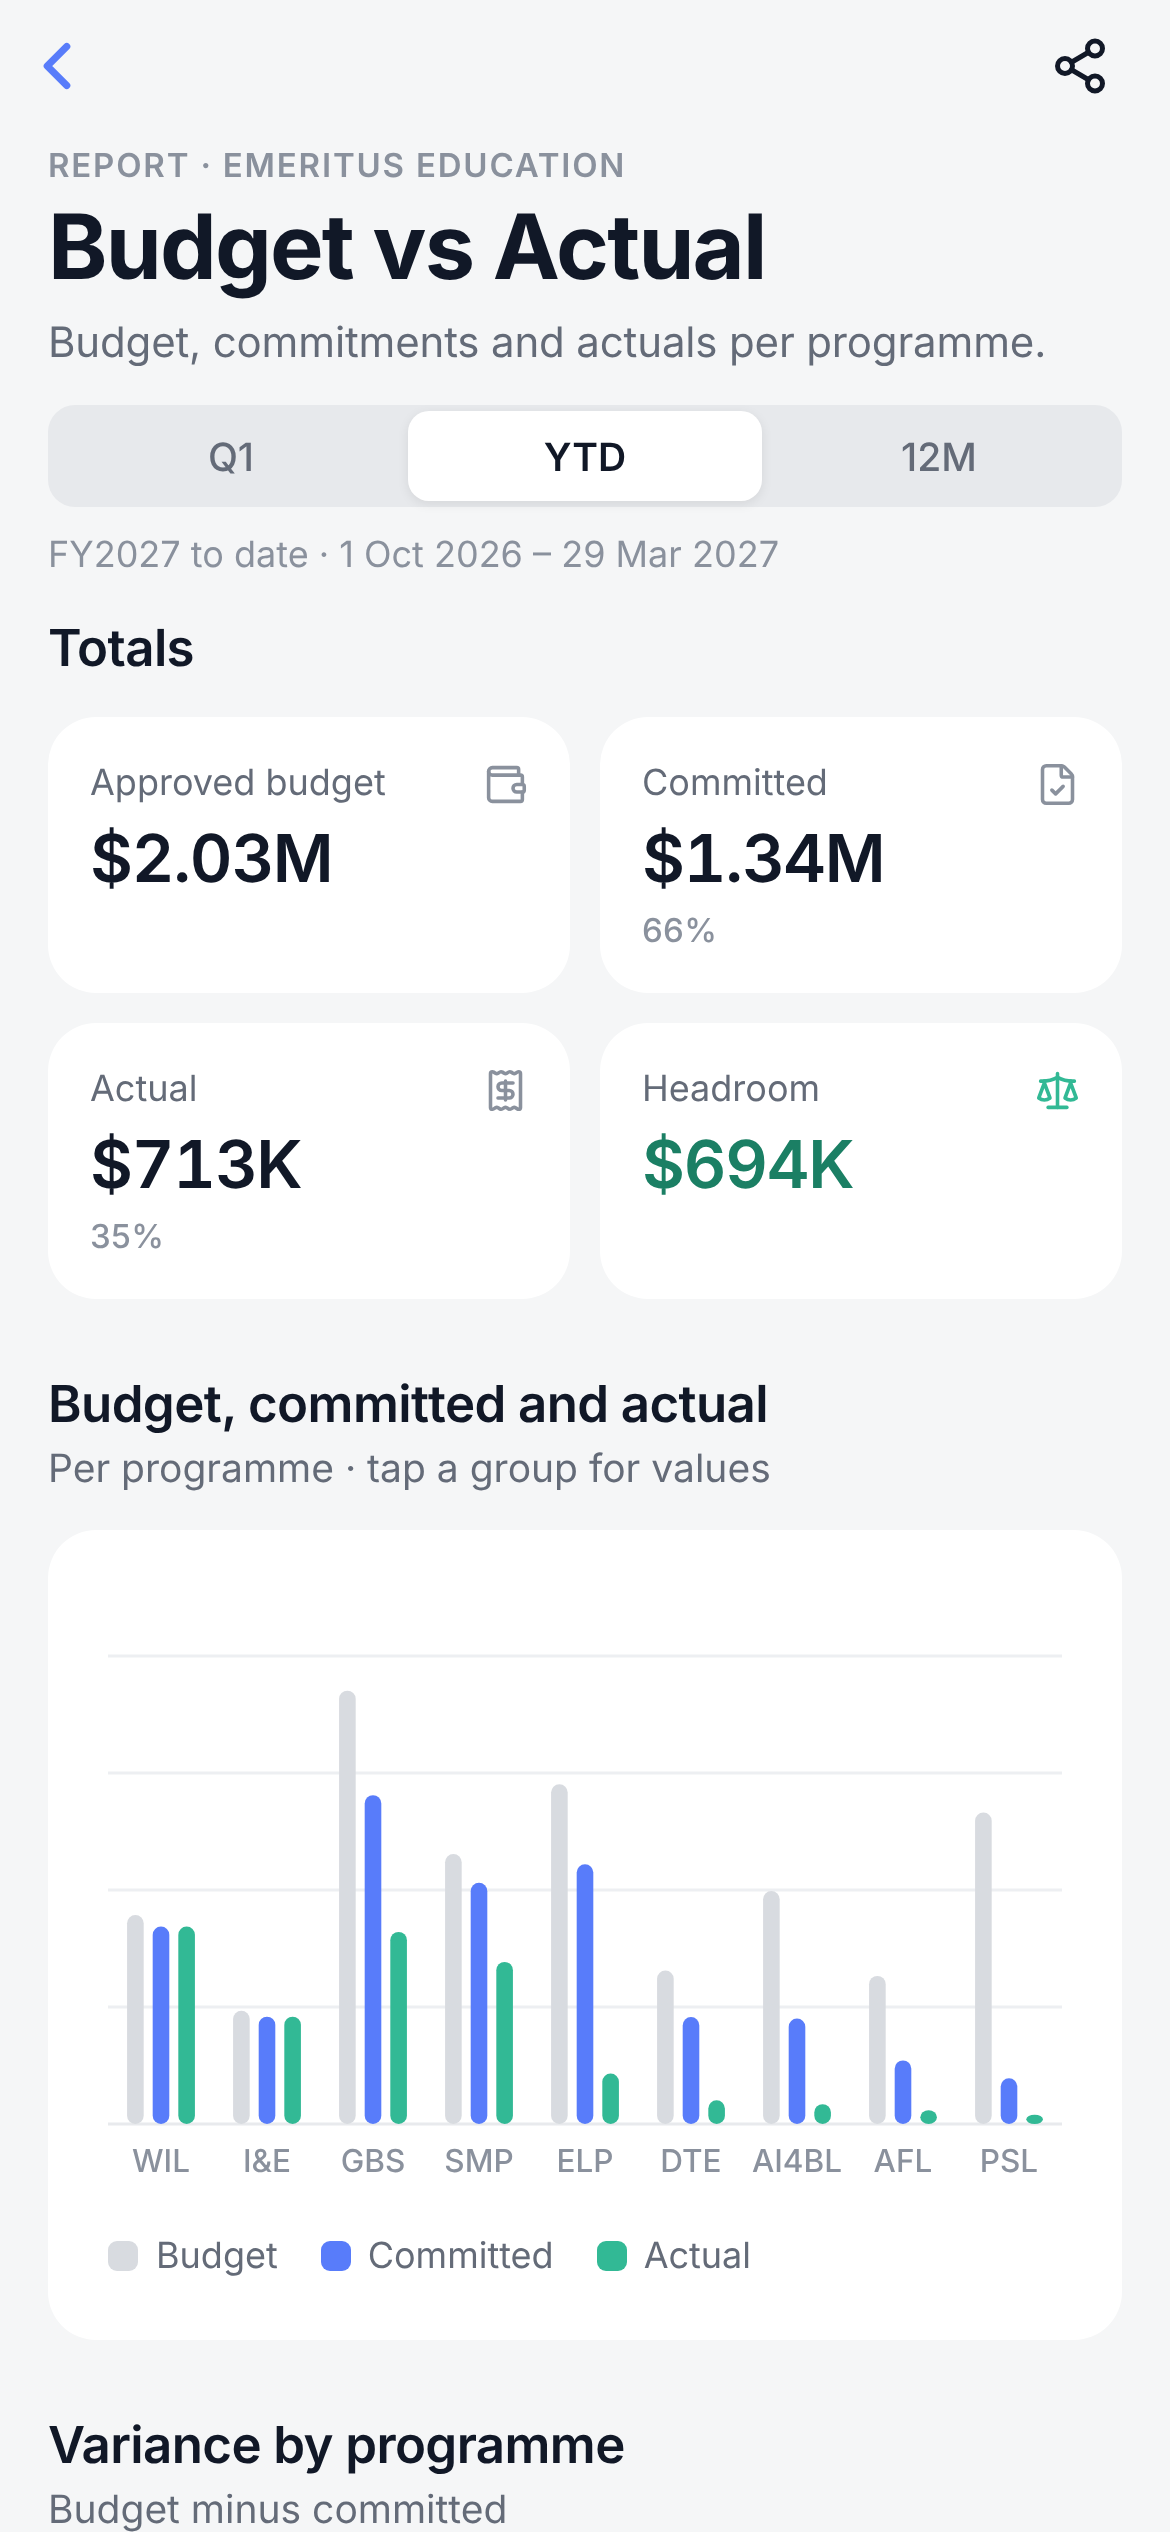 REPORT · EMERITUS EDUCATION
Budget vs Actual
Budget, commitments and actuals per programme.
Q1 YTD 12M
FY2027 to date · 1 Oct 2026 – 29 Mar 2027
Totals
Approved budget
$2.03M
Committed
$1.34M
66%
Actual
$713K
35%
Headroom
$694K
Budget, committed and actual
Per programme · tap a group for values
WIL I&E GBS SMP ELP DTE AI4BL AFL PSL
Budget Committed Actual
Variance by programme
Budget minus committed